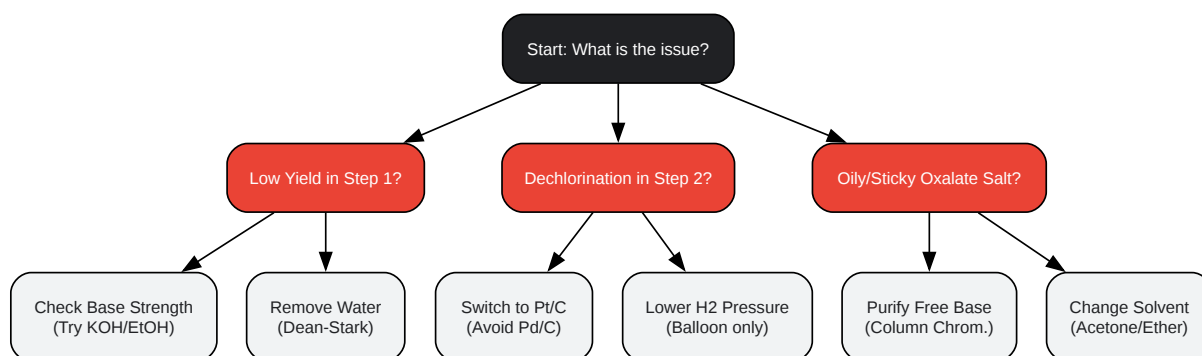 Start: What is the issue?
Low Yield in Step 1?
Dechlorination in Step 2?
Oily/Sticky Oxalate Salt?
Check Base Strength
(Try KOH/EtOH)
Remove Water
(Dean-Stark)
Switch to Pt/C
(Avoid Pd/C)
Lower H2 Pressure
(Balloon only)
Purify Free Base
(Column Chrom.)
Change Solvent
(Acetone/Ether)